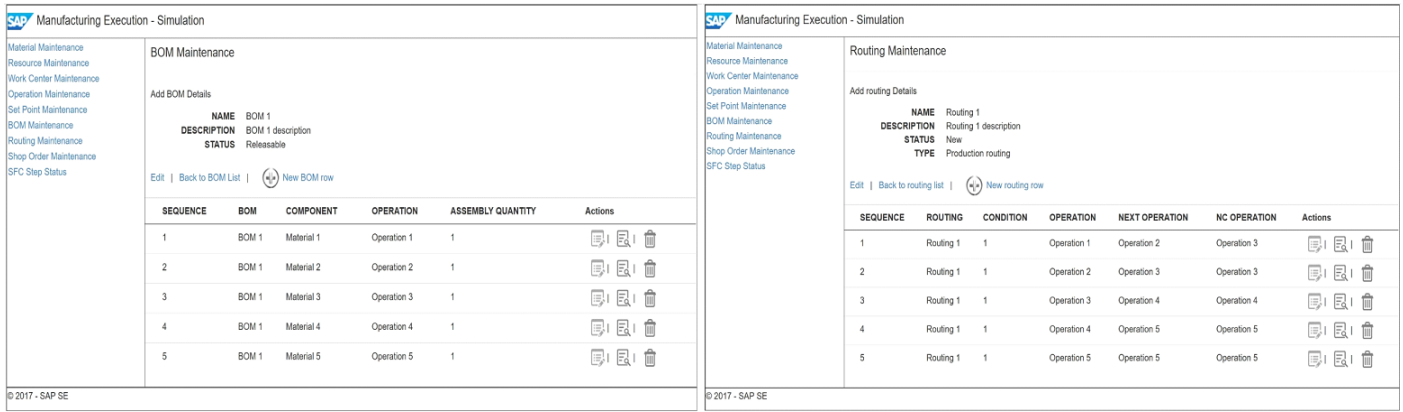 SAP Manufacturing Execution - Simulation
Material Maintenance
Resource Maintenance
Work Center Maintenance
Operation Maintenance
Set Point Maintenance
BOM Maintenance
Routing Maintenance
Shop Order Maintenance
SFC Step Status
BOM Maintenance
Add BOM Details
NAME BOM 1
DESCRIPTION BOM 1 description
STATUS Releasable
Edit | Back to BOM List | New BOM row
SEQUENCE BOM COMPONENT OPERATION ASSEMBLY QUANTITY Actions
1 BOM 1 Material 1 Operation 1 1
2 BOM 1 Material 2 Operation 2 1
3 BOM 1 Material 3 Operation 3 1
4 BOM 1 Material 4 Operation 4 1
5 BOM 1 Material 5 Operation 5 1
© 2017 - SAP SE
SAP Manufacturing Execution - Simulation
Material Maintenance
Resource Maintenance
Work Center Maintenance
Operation Maintenance
Set Point Maintenance
BOM Maintenance
Routing Maintenance
Shop Order Maintenance
SFC Step Status
Routing Maintenance
Add routing Details
NAME Routing 1
DESCRIPTION Routing 1 description
STATUS New
TYPE Production routing
Edit | Back to routing list | New routing row
SEQUENCE ROUTING CONDITION OPERATION NEXT OPERATION NC OPERATION Actions
1 Routing 1 1 Operation 1 Operation 2 Operation 3
2 Routing 1 1 Operation 2 Operation 3 Operation 3
3 Routing 1 1 Operation 3 Operation 4 Operation 4
4 Routing 1 1 Operation 4 Operation 5 Operation 5
5 Routing 1 1 Operation 5 Operation 5 Operation 5
© 2017 - SAP SE